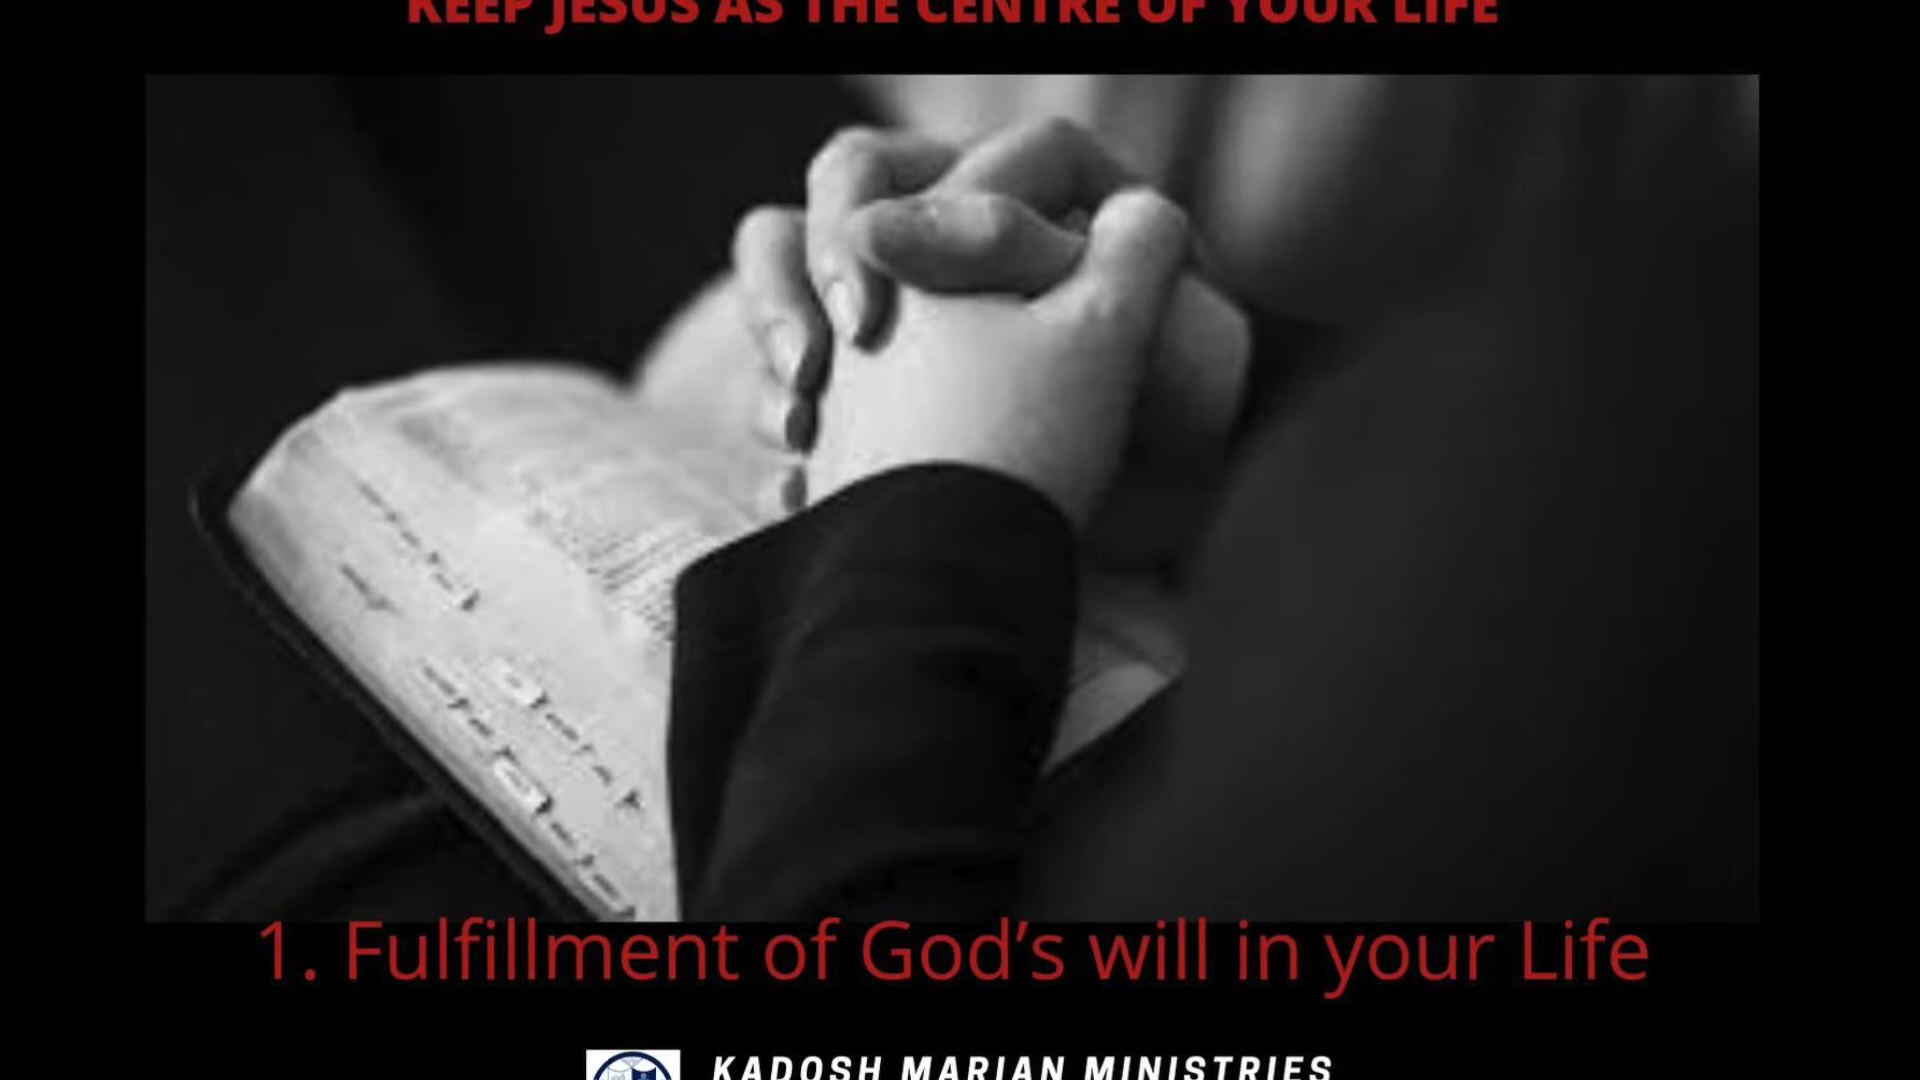 KEEP JESUS AS THE CENTRE OF YOUR LIFE
1. Fulfillment of God’s will in your Life
KADOSH MARIAN MINISTRIES